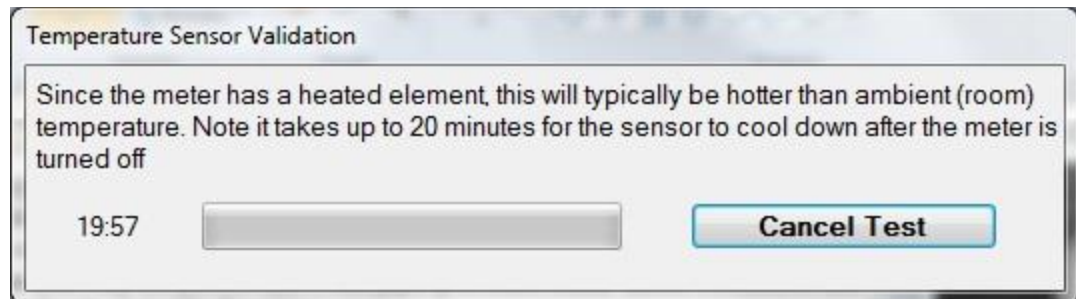 Temperature Sensor Validation
Since the meter has a heated element, this will typically be hotter than ambient (room)
temperature. Note it takes up to 20 minutes for the sensor to cool down after the meter is
turned off
19:57
Cancel Test